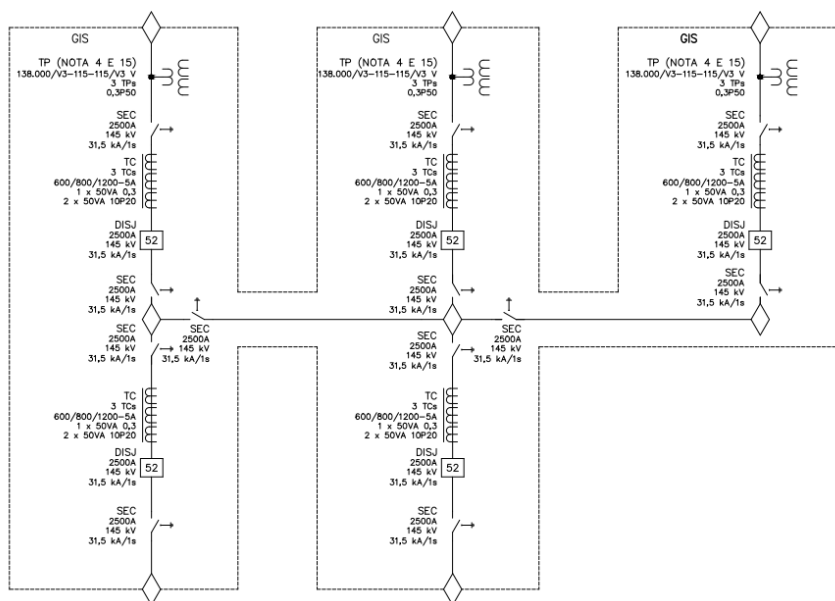 GIS
TP (NOTA 4 E 15)
138.000/V3-115-115/V3 V
3 TPs
0,3P50
SEC
2500A
145 kV
31,5 kA/1s
TC
3 TCs
600/800/1200-5A
1 x 50VA 0,3
2 x 50VA 10P20
DISJ
2500A
145 kV
31,5 kA/1s
52
SEC
2500A
145 kV
31,5 kA/1s
SEC
2500A
145 kV
31,5 kA/1s
SEC
2500A
145 kV
31,5 kA/1s
TC
3 TCs
600/800/1200-5A
1 x 50VA 0,3
2 x 50VA 10P20
DISJ
2500A
145 kV
31,5 kA/1s
52
SEC
2500A
145 kV
31,5 kA/1s
GIS
TP (NOTA 4 E 15)
138.000/V3-115-115/V3 V
3 TPs
0,3P50
SEC
2500A
145 kV
31,5 kA/1s
TC
3 TCs
600/800/1200-5A
1 x 50VA 0,3
2 x 50VA 10P20
DISJ
2500A
145 kV
31,5 kA/1s
52
SEC
2500A
145 kV
31,5 kA/1s
SEC
2500A
145 kV
31,5 kA/1s
SEC
2500A
145 kV
31,5 kA/1s
TC
3 TCs
600/800/1200-5A
1 x 50VA 0,3
2 x 50VA 10P20
DISJ
2500A
145 kV
31,5 kA/1s
52
SEC
2500A
145 kV
31,5 kA/1s
GIS
TP (NOTA 4 E 15)
138.000/V3-115-115/V3 V
3 TPs
0,3P50
SEC
2500A
145 kV
31,5 kA/1s
TC
3 TCs
600/800/1200-5A
1 x 50VA 0,3
2 x 50VA 10P20
DISJ
2500A
145 kV
31,5 kA/1s
52
SEC
2500A
145 kV
31,5 kA/1s